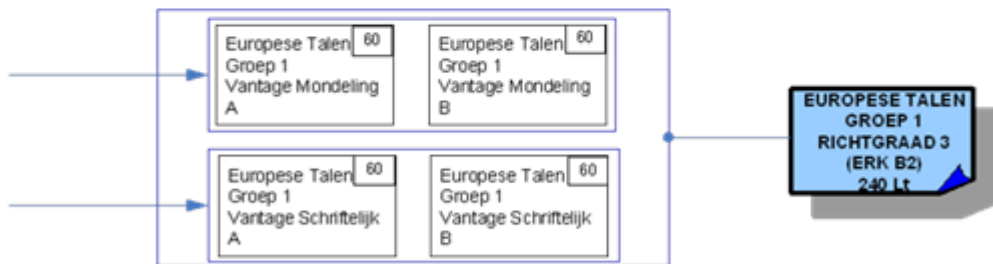 Europese Talen 60
Groep 1
Vantage Mondeling
A
Europese Talen 60
Groep 1
Vantage Mondeling
B
Europese Talen 60
Groep 1
Vantage Schriftelijk
A
Europese Talen 60
Groep 1
Vantage Schriftelijk
B
EUROPESE TALEN
GROEP 1
RICHTGRAAD 3
(ERK B2)
240 Lt